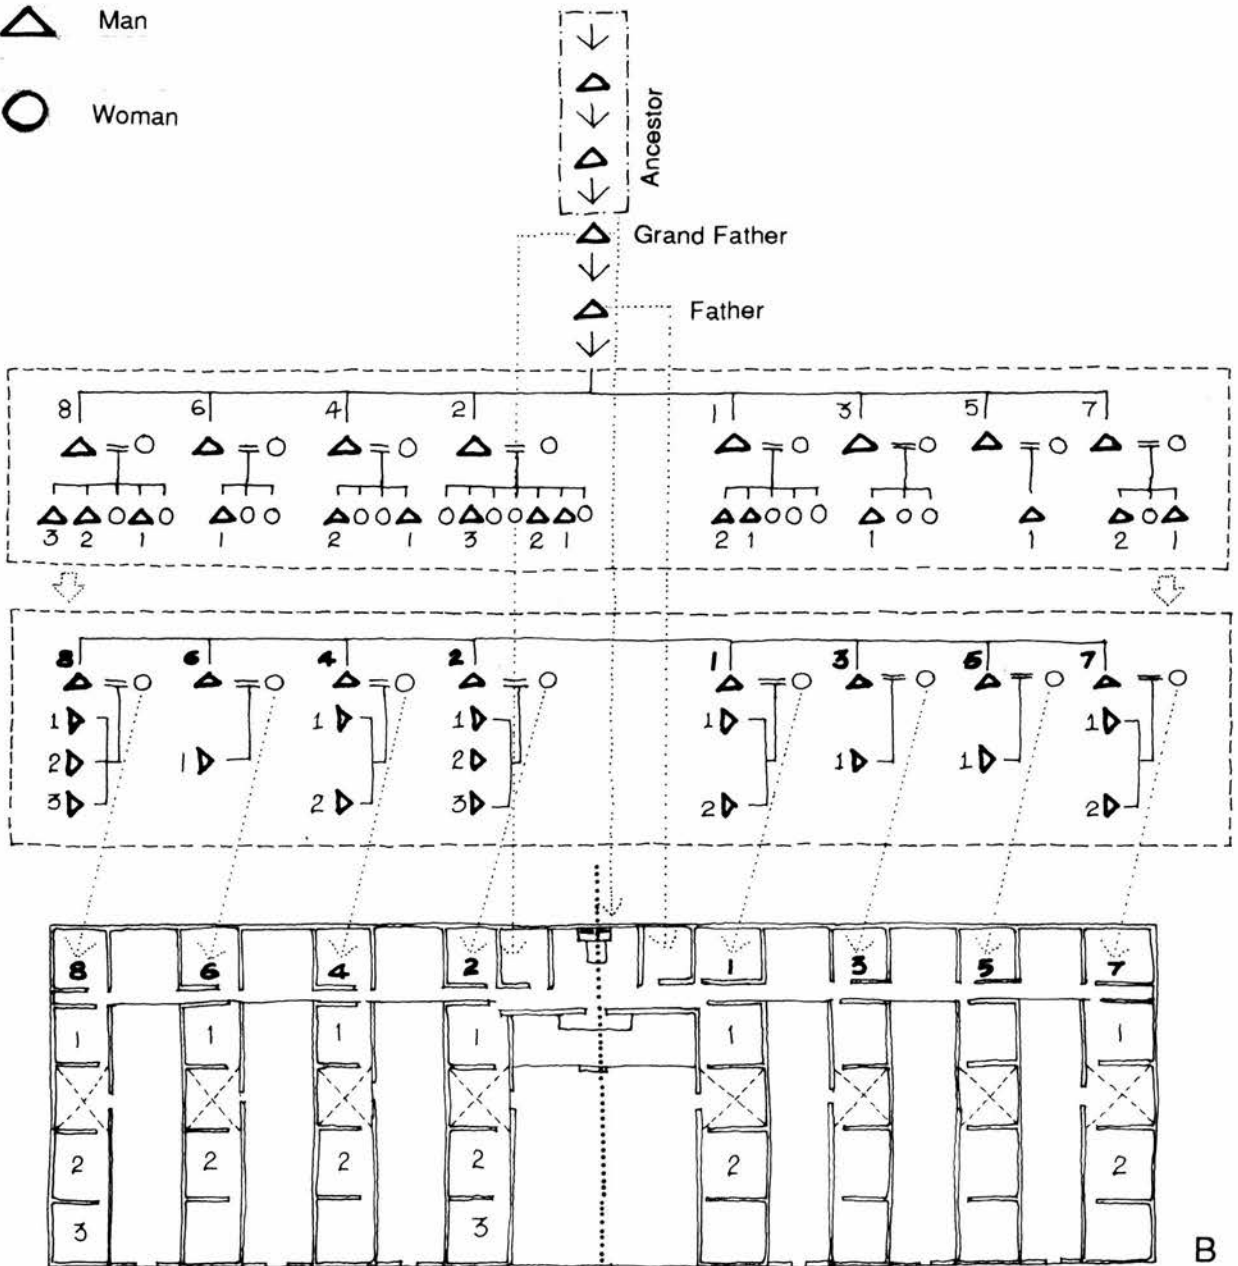 Man
Woman
Ancestor
Grand Father
Father
8 6 4 2 1 3 5 7
3 2 1 1 2 1 3 2 1 2 1 1 1 2 1
8 6 4 2 1 3 5 7
1 1 1 1 1
2 1 2 1 1
3 2 3 2 2
8 6 4 2 1 3 5 7
1 1 1 1 1 1
2 2 2 2 2 2
3 3
B